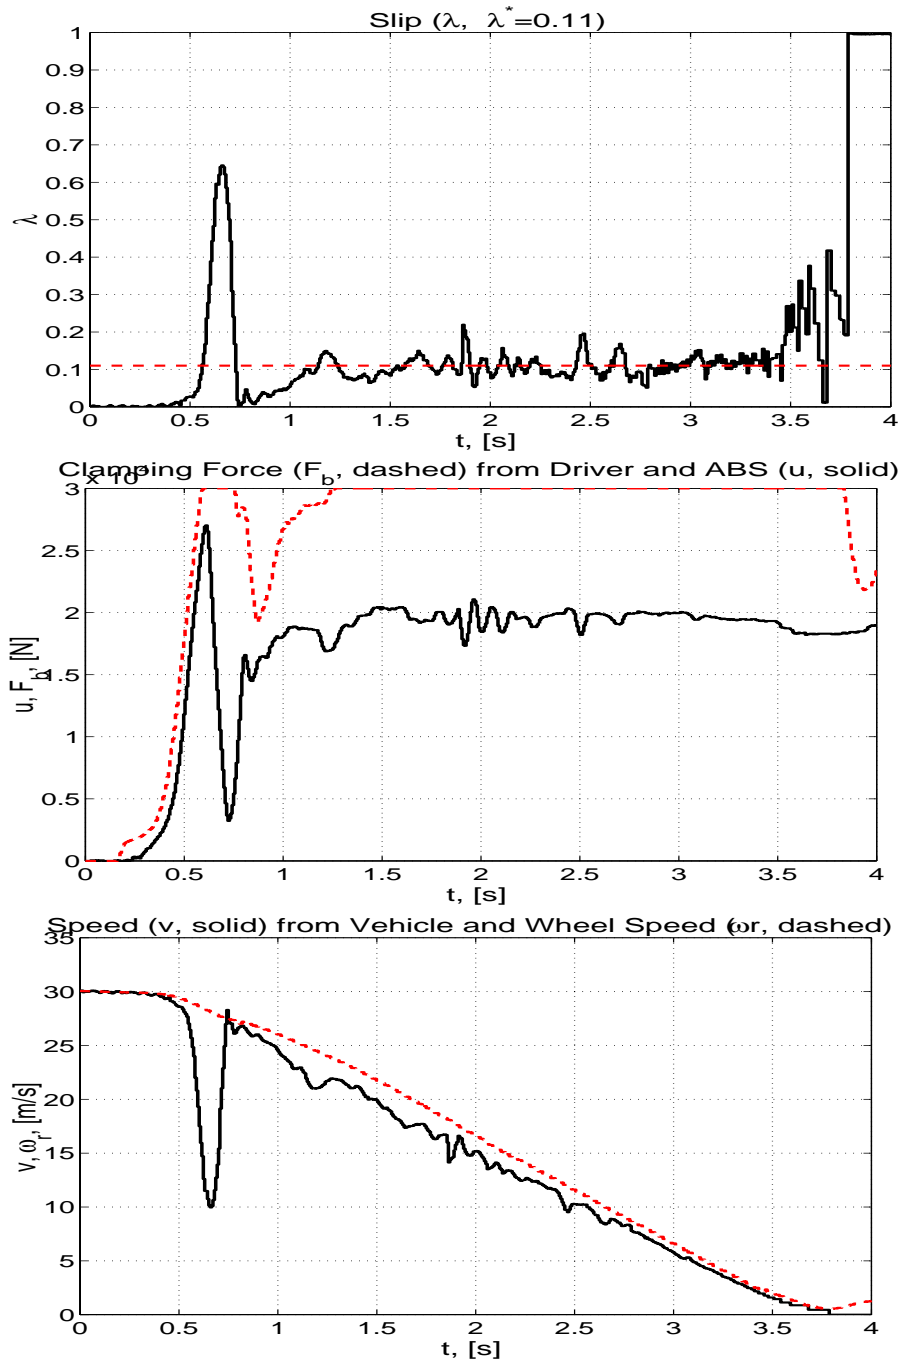 Slip (λ, λ*=0.11)
1
0.9
0.8
0.7
0.6
0.5
0.4
0.3
0.2
0.1
0
λ
0 0.5 1 1.5 2 2.5 3 3.5 4
t, [s]
Clamping Force (F_b, dashed) from Driver and ABS (u, solid)
× 10
3
2.5
2
1.5
1
0.5
0
u, F_b, [N]
0 0.5 1 1.5 2 2.5 3 3.5 4
t, [s]
Speed (v, solid) from Vehicle and Wheel Speed (ωr, dashed)
35
30
25
20
15
10
5
0
v, ω_r, [m/s]
0 0.5 1 1.5 2 2.5 3 3.5 4
t, [s]